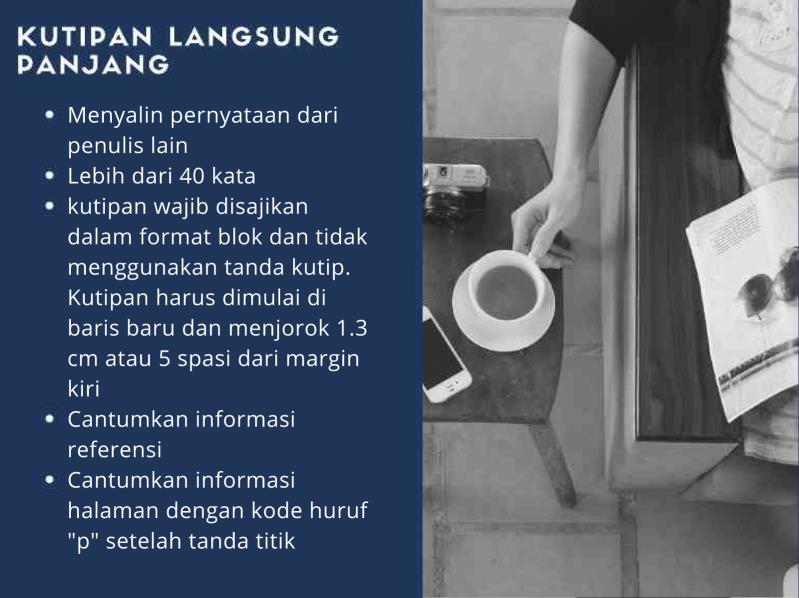 KUTIPAN LANGSUNG
PANJANG
• Menyalin pernyataan dari
penulis lain
• Lebih dari 40 kata
• kutipan wajib disajikan
dalam format blok dan tidak
menggunakan tanda kutip.
Kutipan harus dimulai di
baris baru dan menjorok 1.3
cm atau 5 spasi dari margin
kiri
• Cantumkan informasi
referensi
• Cantumkan informasi
halaman dengan kode huruf
"p" setelah tanda titik